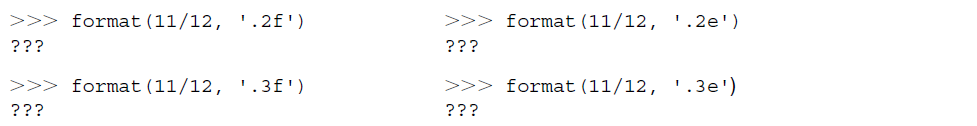 >>> format(11/12, '.2f')
???
>>> format(11/12, '.3f')
???
>>> format(11/12, '.2e')
???
>>> format(11/12, '.3e')
???